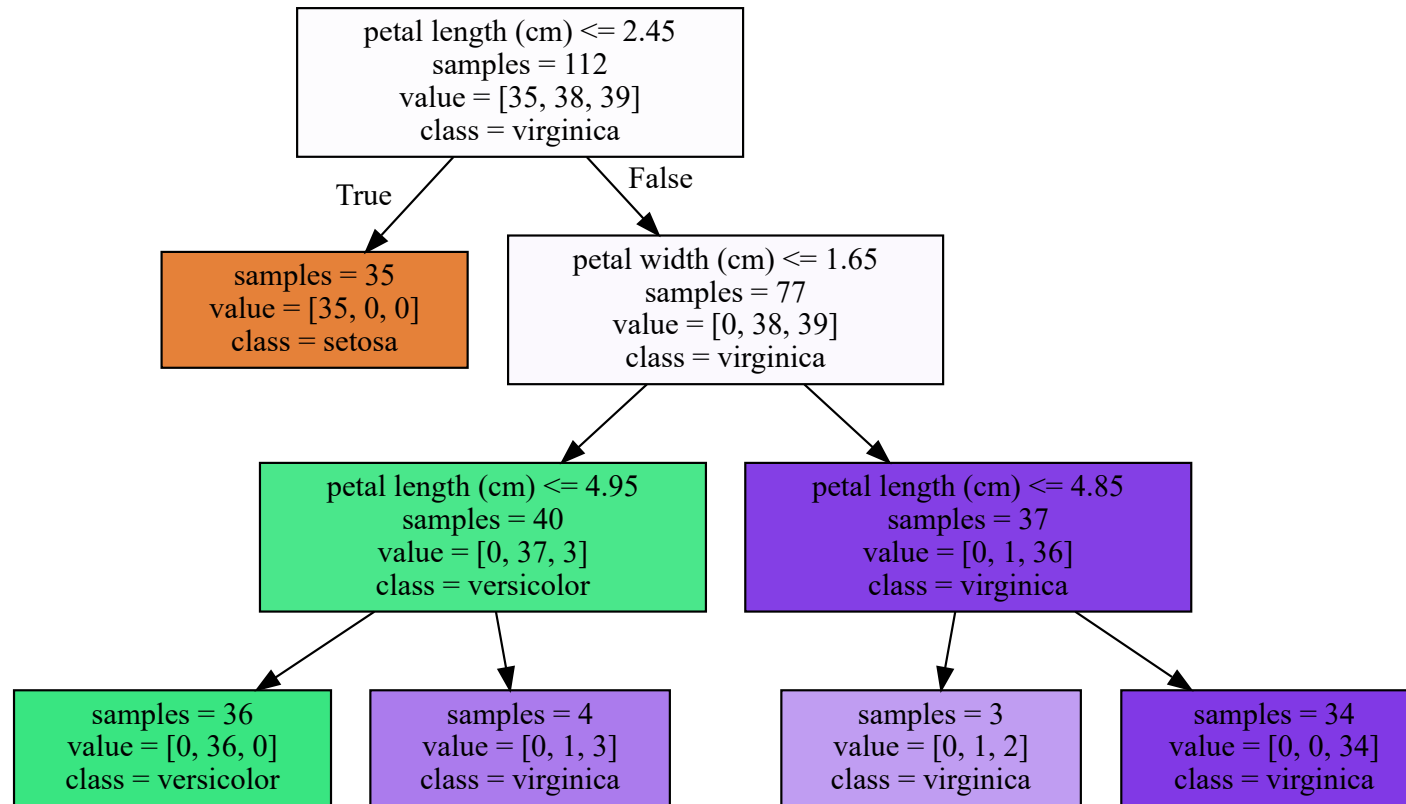 petal length (cm) <= 2.45
samples = 112
value = [35, 38, 39]
class = virginica
True
False
samples = 35
value = [35, 0, 0]
class = setosa
petal width (cm) <= 1.65
samples = 77
value = [0, 38, 39]
class = virginica
petal length (cm) <= 4.95
samples = 40
value = [0, 37, 3]
class = versicolor
petal length (cm) <= 4.85
samples = 37
value = [0, 1, 36]
class = virginica
samples = 36
value = [0, 36, 0]
class = versicolor
samples = 4
value = [0, 1, 3]
class = virginica
samples = 3
value = [0, 1, 2]
class = virginica
samples = 34
value = [0, 0, 34]
class = virginica